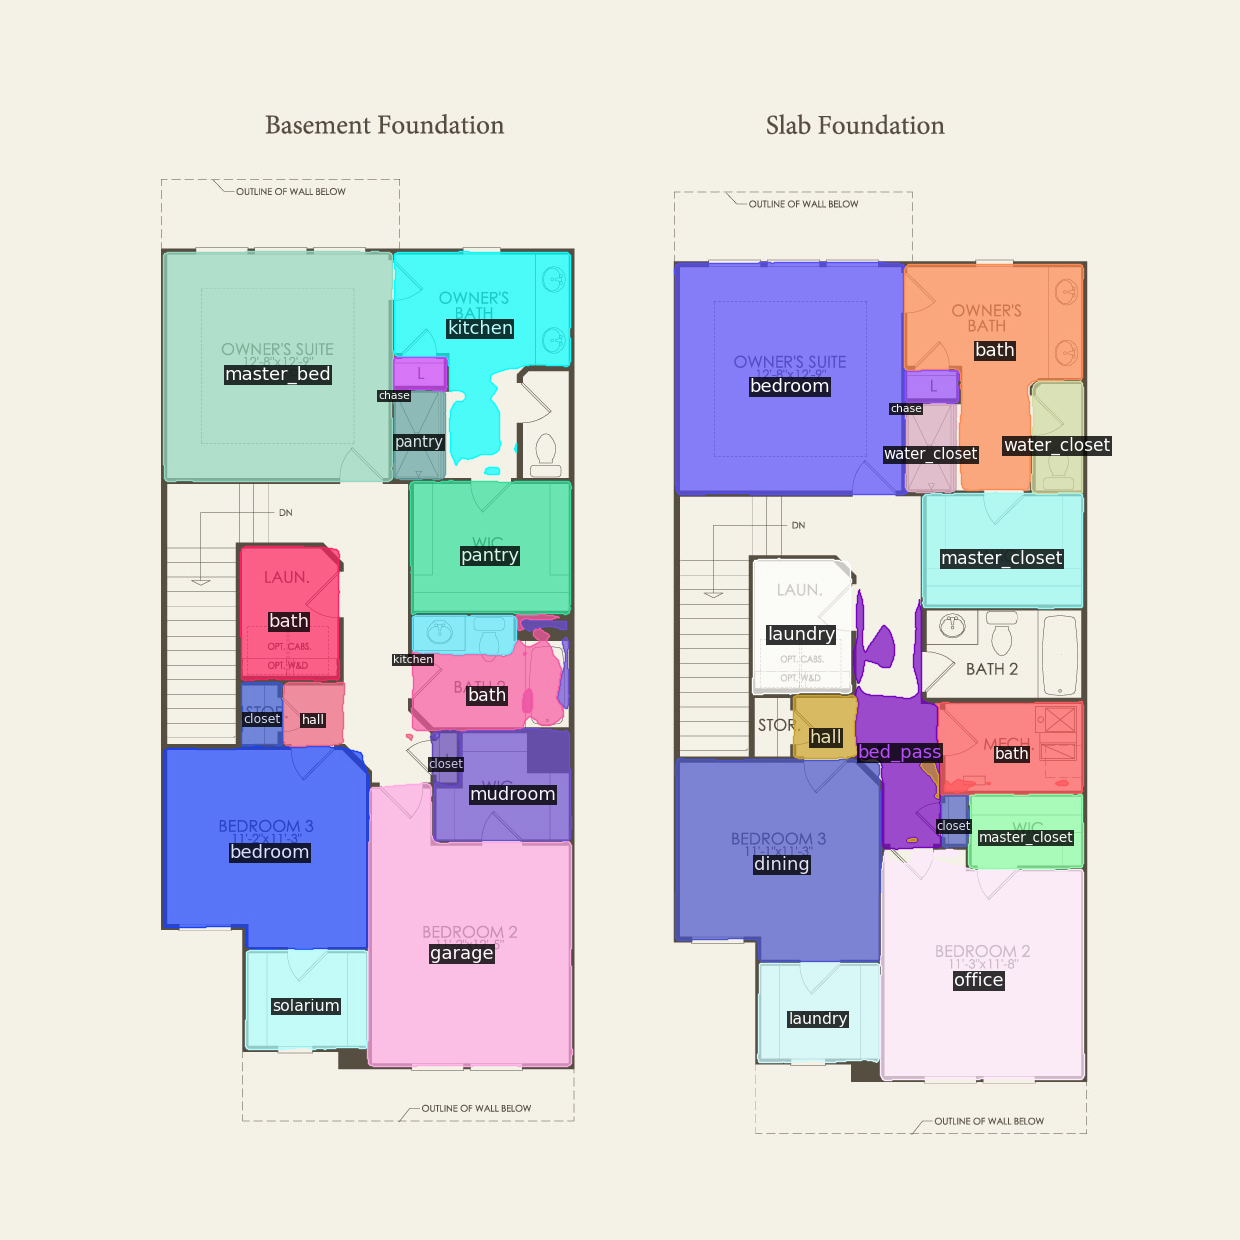 Basement Foundation
Slab Foundation
OUTLINE OF WALL BELOW
OUTLINE OF WALL BELOW
OWNER'S SUITE
12'-8"x12'-9"
master_bed
OWNER'S
BATH
kitchen
L
chase
pantry
DN
WIC
pantry
LAUN.
bath
OPT. CABS.
OPT. W&D
kitchen
BATH 2
bath
STOR.
closet
hall
closet
WIC
mudroom
BEDROOM 3
11'-2"x11'-3"
bedroom
BEDROOM 2
garage
solarium
OUTLINE OF WALL BELOW
OWNER'S SUITE
12'-8"x12'-9"
bedroom
OWNER'S
BATH
bath
L
chase
water_closet
water_closet
DN
master_closet
LAUN.
laundry
OPT. CABS.
OPT. W&D
BATH 2
STOR.
hall
bed_pass
MECH.
bath
closet
WIC
master_closet
BEDROOM 3
11'-1"x11'-3"
dining
BEDROOM 2
11'-3"x11'-8"
office
laundry
OUTLINE OF WALL BELOW